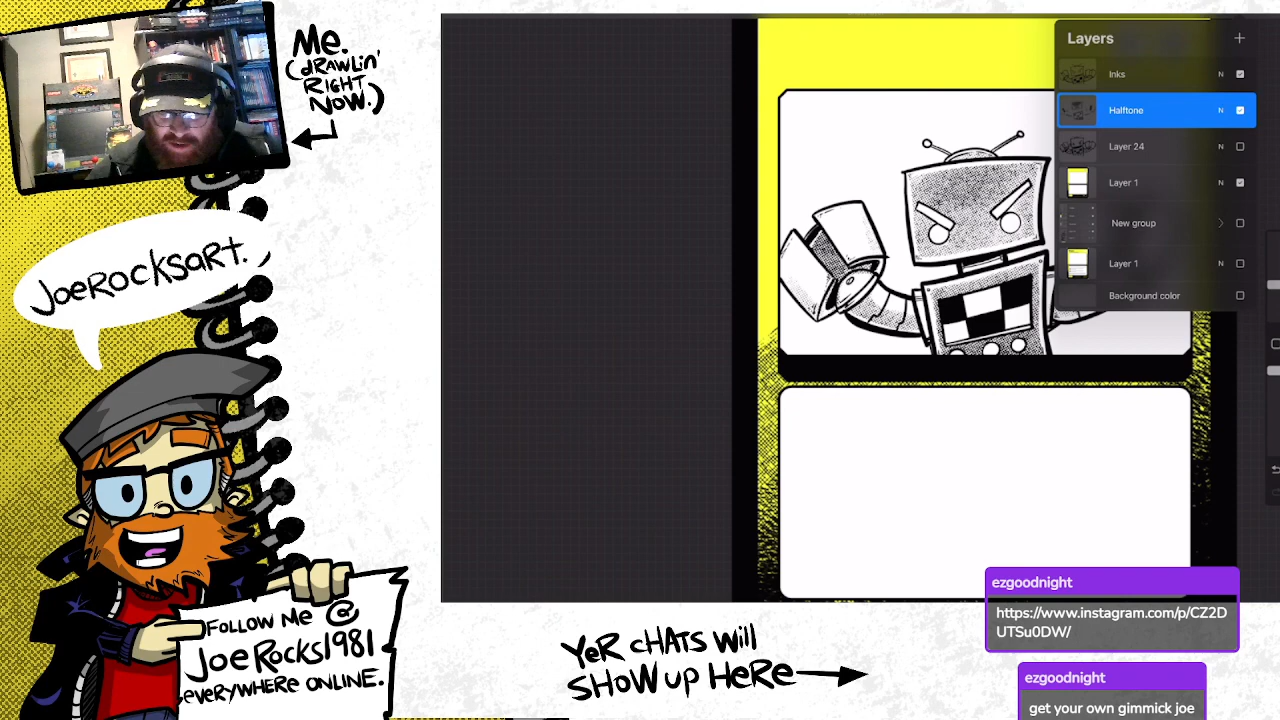 Me.
(dRAWLin'
RIGHT
NOW.)
JoeRocksArt.
FOLLOW Me @
JoeRocks1981
everywhere online.
Layers
Inks N
Halftone N
Layer 24 N
Layer 1 N
New group
Layer 1 N
Background color
YeR cHATS Will
SHOW up HeRe
ezgoodnight
https://www.instagram.com/p/CZ2D
UTSu0DW/
ezgoodnight
get your own gimmick joe